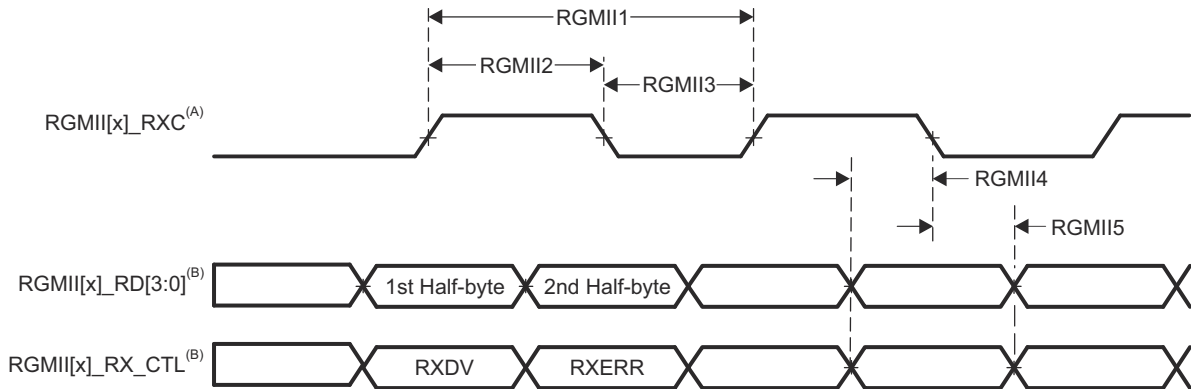 RGMII1
RGMII2
RGMII3
RGMII[x]_RXC(A)
RGMII4
RGMII5
RGMII[x]_RD[3:0](B)
1st Half-byte
2nd Half-byte
RGMII[x]_RX_CTL(B)
RXDV
RXERR